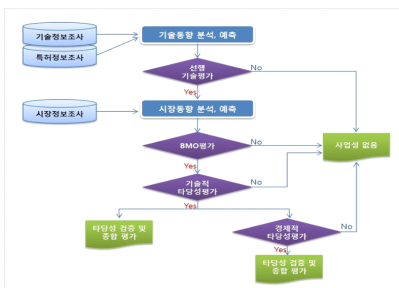 기술정보조사
특허정보조사
기술동향 분석, 예측
선행
기술평가
No
Yes
시장정보조사
시장동향 분석, 예측
BMO평가
No
사업성 없음
Yes
기술적
타당성평가
No
Yes
타당성 검증 및
종합 평가
경제적
타당성평가
No
Yes
타당성 검증 및
종합 평가